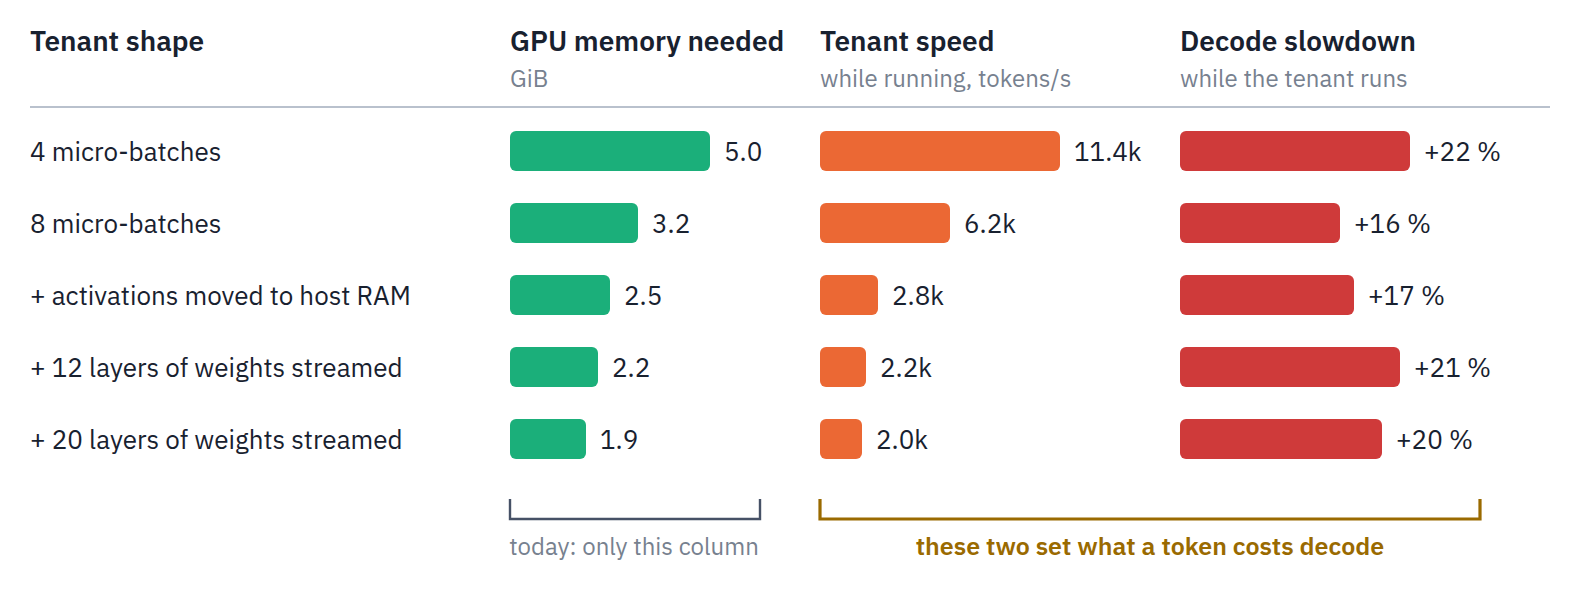 Tenant shape GPU memory needed Tenant speed Decode slowdown
GiB while running, tokens/s while the tenant runs
4 micro-batches 5.0 11.4k +22 %
8 micro-batches 3.2 6.2k +16 %
+ activations moved to host RAM 2.5 2.8k +17 %
+ 12 layers of weights streamed 2.2 2.2k +21 %
+ 20 layers of weights streamed 1.9 2.0k +20 %
today: only this column these two set what a token costs decode